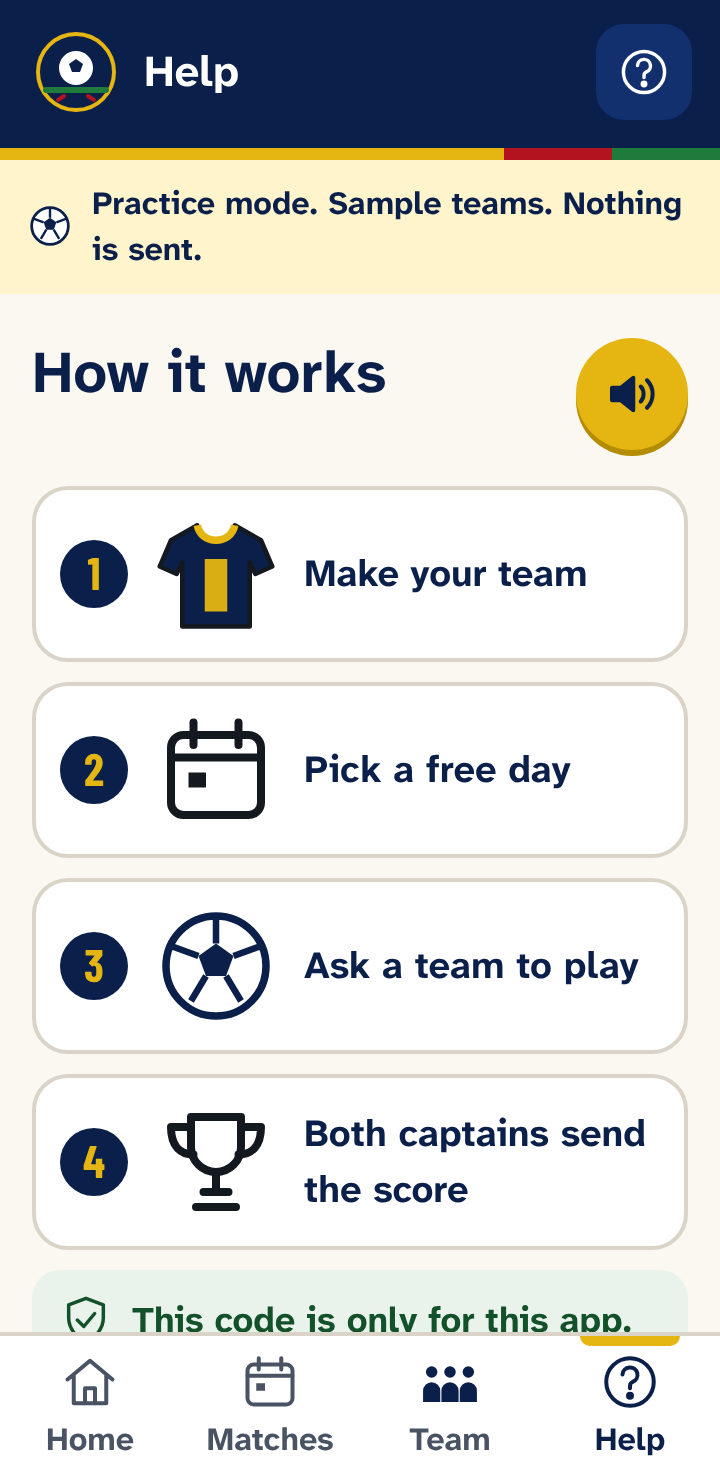 Help
Practice mode. Sample teams. Nothing
is sent.
How it works
1
Make your team
2
Pick a free day
3
Ask a team to play
4
Both captains send
the score
This code is only for this app.
Home
Matches
Team
Help